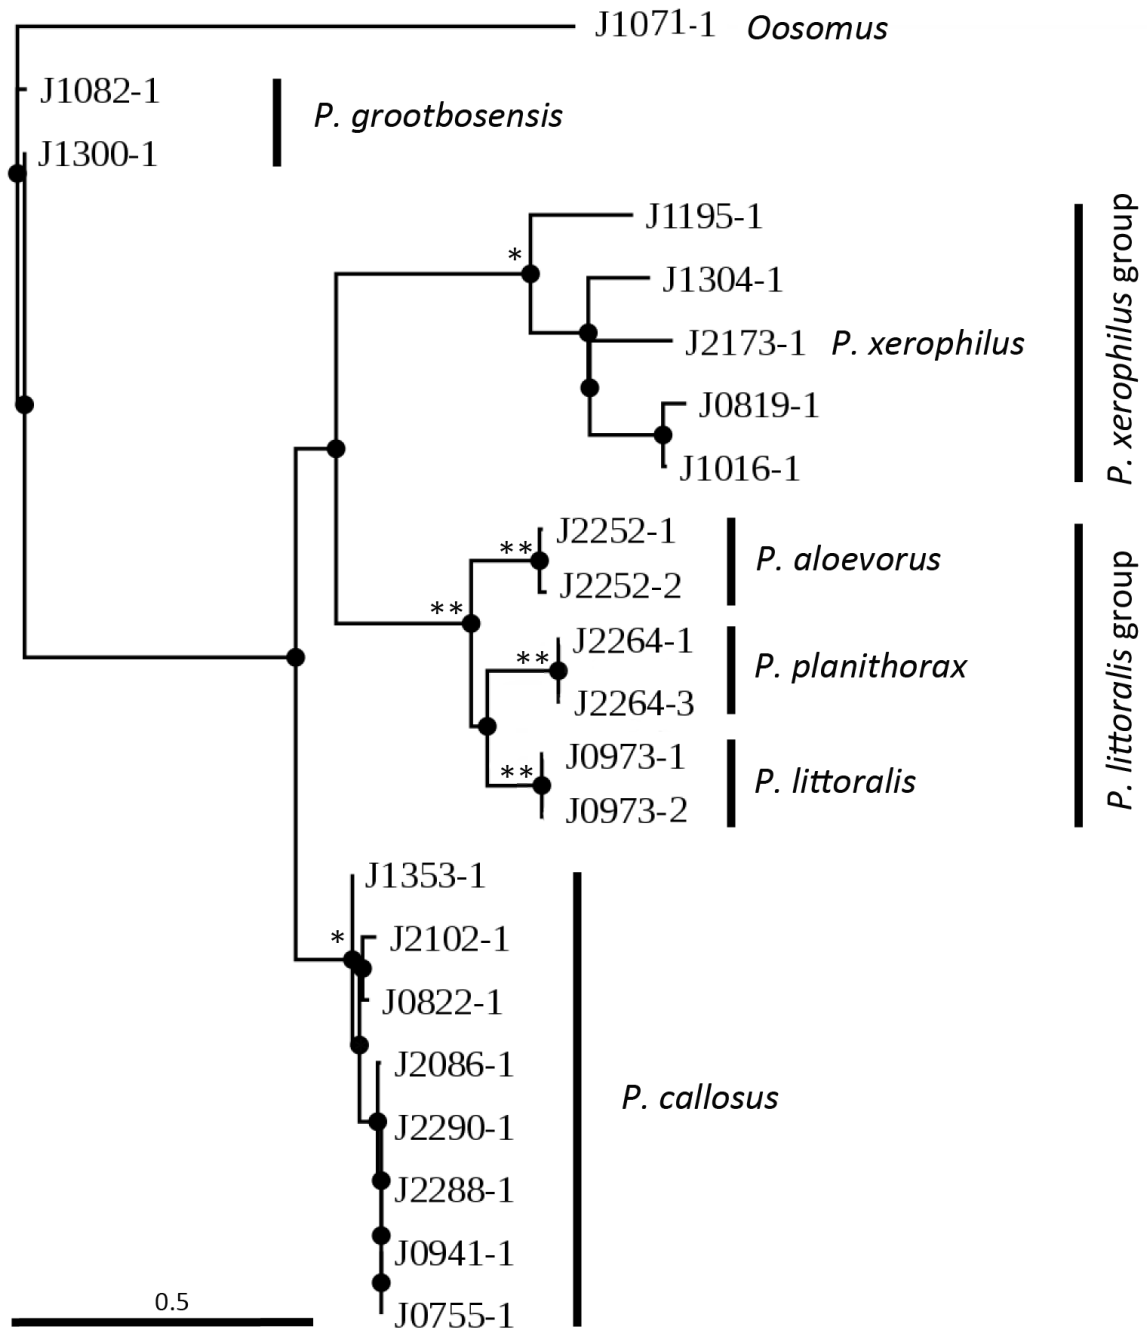 J1071-1 Oosomus
J1082-1
P. grootbosensis
J1300-1
J1195-1
*
J1304-1
J2173-1 P. xerophilus
J0819-1
J1016-1
P. xerophilus group
J2252-1
**
P. aloevorus
J2252-2
**
J2264-1
**
P. planithorax
J2264-3
J0973-1
**
P. littoralis
J0973-2
P. littoralis group
J1353-1
*
J2102-1
J0822-1
J2086-1
P. callosus
J2290-1
J2288-1
J0941-1
J0755-1
0.5